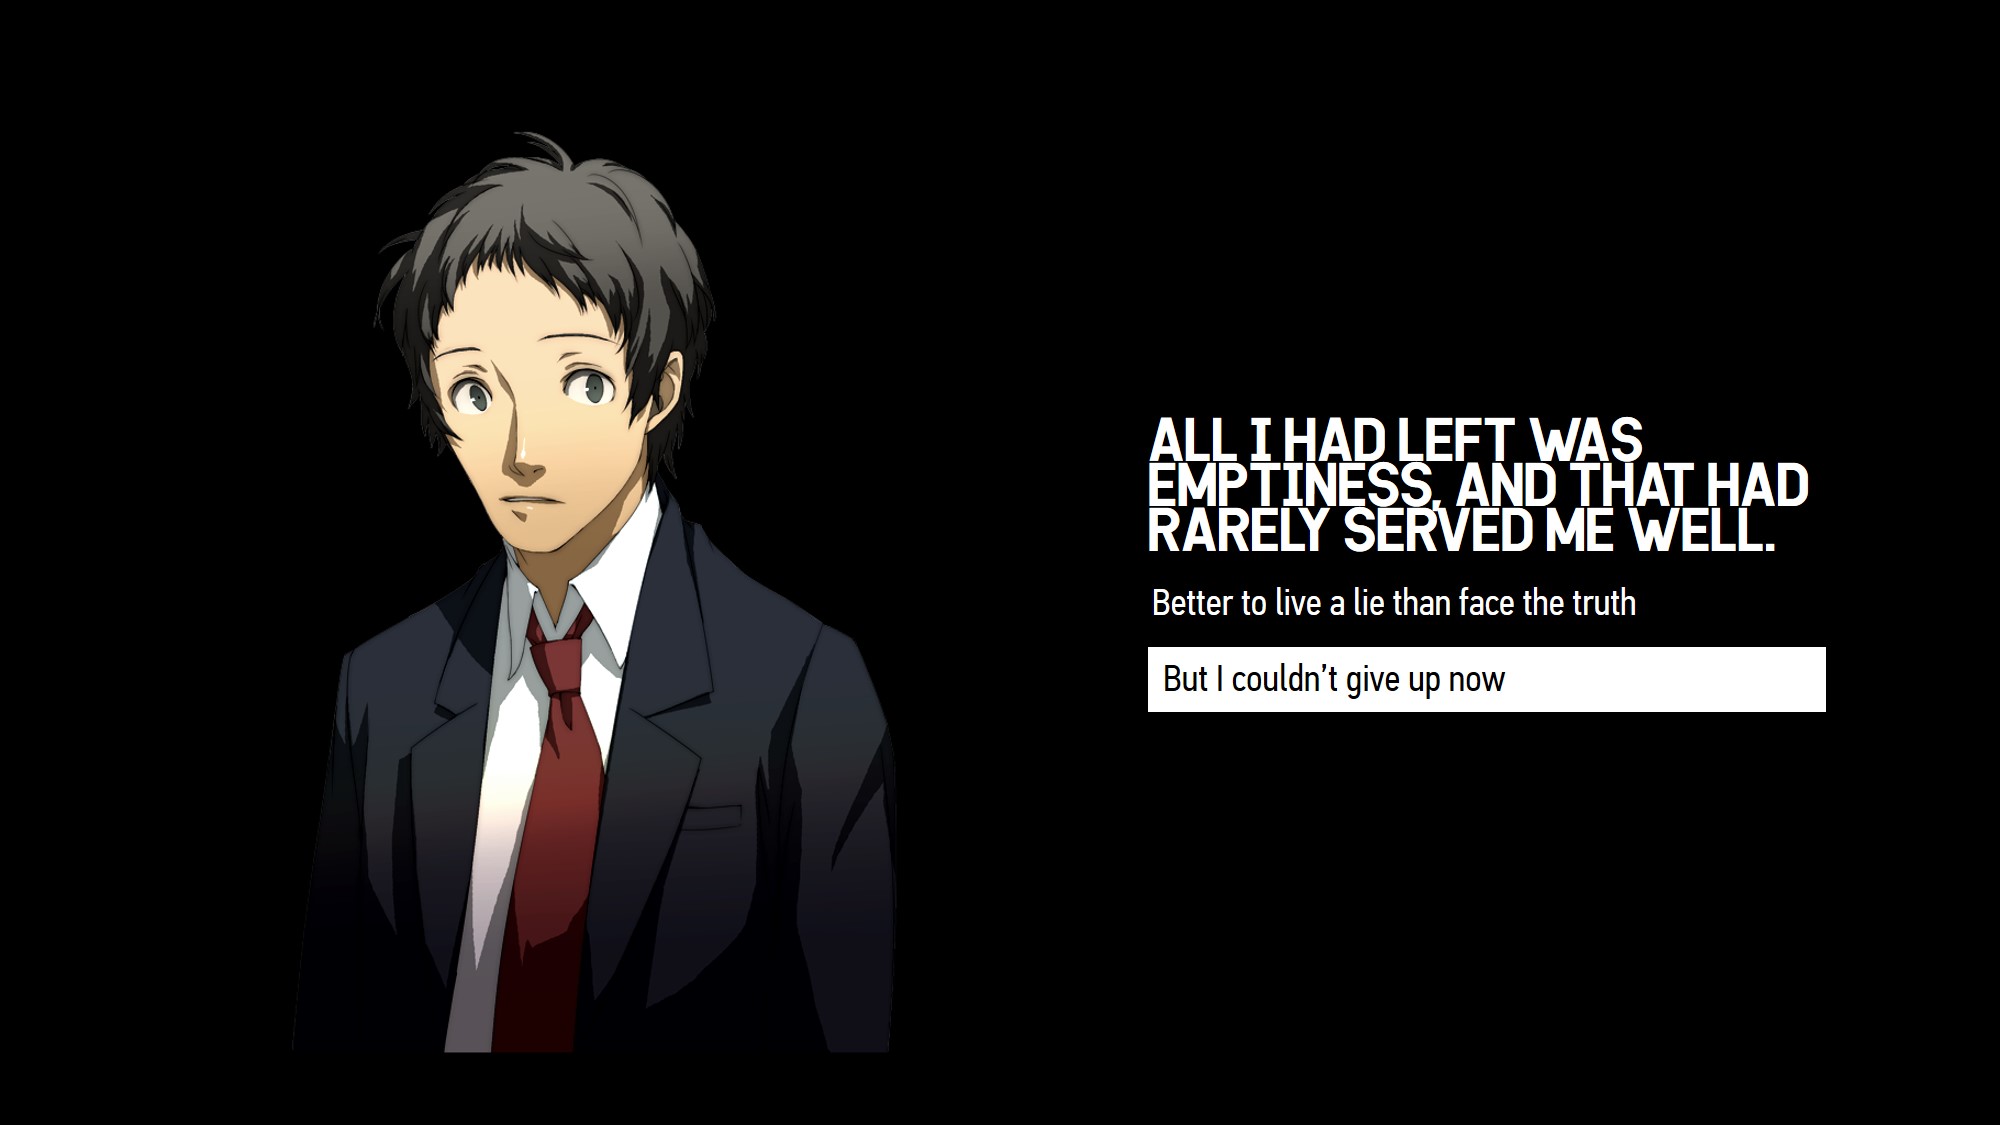 ALL I HAD LEFT WAS
EMPTINESS, AND THAT HAD
RARELY SERVED ME WELL.
Better to live a lie than face the truth
But I couldn’t give up now